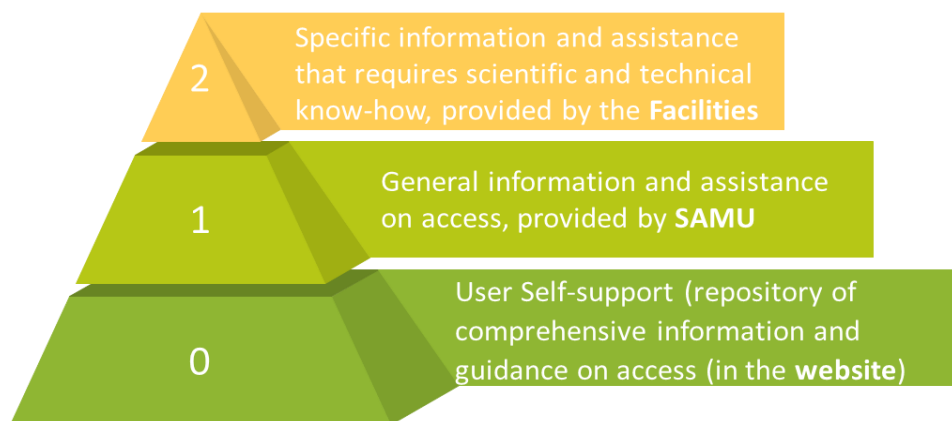 2
Specific information and assistance
that requires scientific and technical
know-how, provided by the Facilities
1
General information and assistance
on access, provided by SAMU
0
User Self-support (repository of
comprehensive information and
guidance on access (in the website)